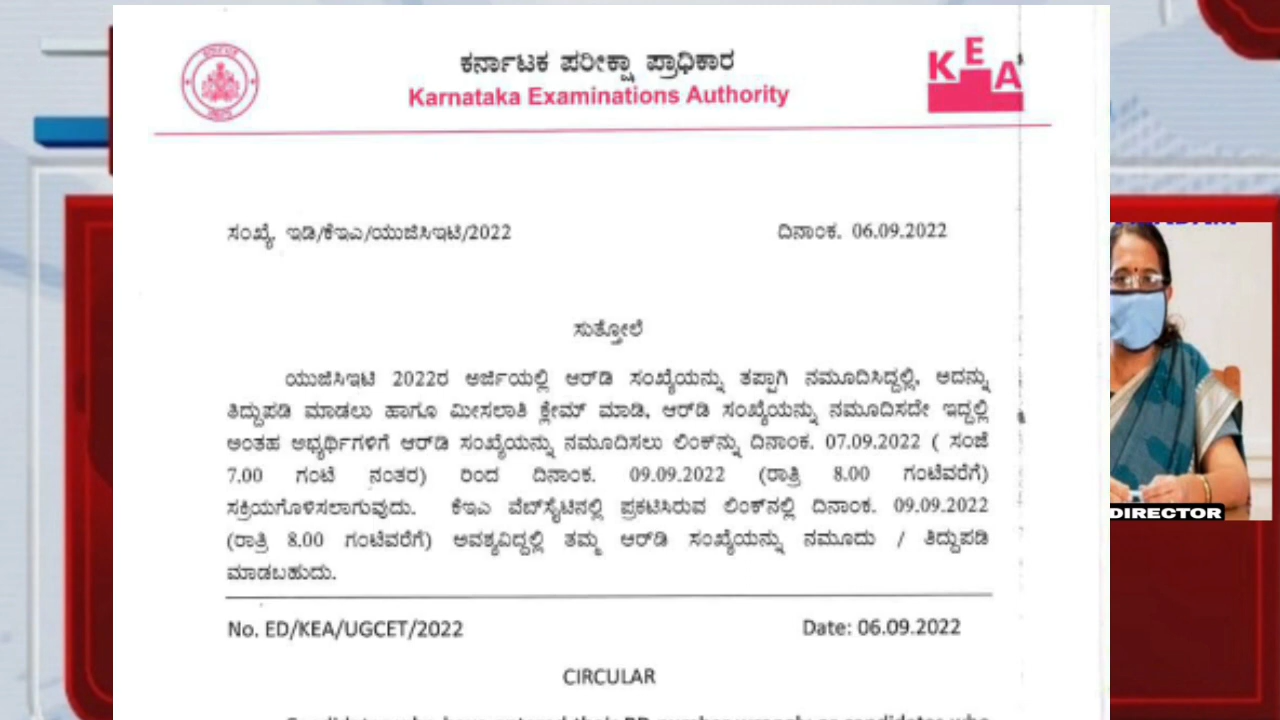 ಕರ್ನಾಟಕ ಪರೀಕ್ಷಾ ಪ್ರಾಧಿಕಾರ
Karnataka Examinations Authority
KEA
ಸಂಖ್ಯೆ. ಇಡಿ/ಕೆಇಎ/ಯುಜಿಸಿಇಟಿ/2022 ದಿನಾಂಕ. 06.09.2022
ಸುತ್ತೋಲೆ
ಯುಜಿಸಿಇಟಿ 2022ರ ಅರ್ಜಿಯಲ್ಲಿ ಆರ್‌ಡಿ ಸಂಖ್ಯೆಯನ್ನು ತಪ್ಪಾಗಿ ನಮೂದಿಸಿದ್ದಲ್ಲಿ, ಅದನ್ನು
ತಿದ್ದುಪಡಿ ಮಾಡಲು ಹಾಗೂ ಮೀಸಲಾತಿ ಕ್ಲೇಮ್ ಮಾಡಿ, ಆರ್‌ಡಿ ಸಂಖ್ಯೆಯನ್ನು ನಮೂದಿಸದೇ ಇದ್ದಲ್ಲಿ
ಅಂತಹ ಅಭ್ಯರ್ಥಿಗಳಿಗೆ ಆರ್‌ಡಿ ಸಂಖ್ಯೆಯನ್ನು ನಮೂದಿಸಲು ಲಿಂಕ್‌ನ್ನು ದಿನಾಂಕ. 07.09.2022 ( ಸಂಜೆ
7.00 ಗಂಟೆ ನಂತರ) ರಿಂದ ದಿನಾಂಕ. 09.09.2022 (ರಾತ್ರಿ 8.00 ಗಂಟೆವರೆಗೆ)
ಸಕ್ರಿಯಗೊಳಿಸಲಾಗುವುದು. ಕೆಇಎ ವೆಬ್‌ಸೈಟಿನಲ್ಲಿ ಪ್ರಕಟಿಸಿರುವ ಲಿಂಕ್‌ನಲ್ಲಿ ದಿನಾಂಕ. 09.09.2022
(ರಾತ್ರಿ 8.00 ಗಂಟೆವರೆಗೆ) ಅವಶ್ಯವಿದ್ದಲ್ಲಿ ತಮ್ಮ ಆರ್‌ಡಿ ಸಂಖ್ಯೆಯನ್ನು ನಮೂದು / ತಿದ್ದುಪಡಿ
ಮಾಡಬಹುದು.
No. ED/KEA/UGCET/2022 Date: 06.09.2022
CIRCULAR
DIRECTOR